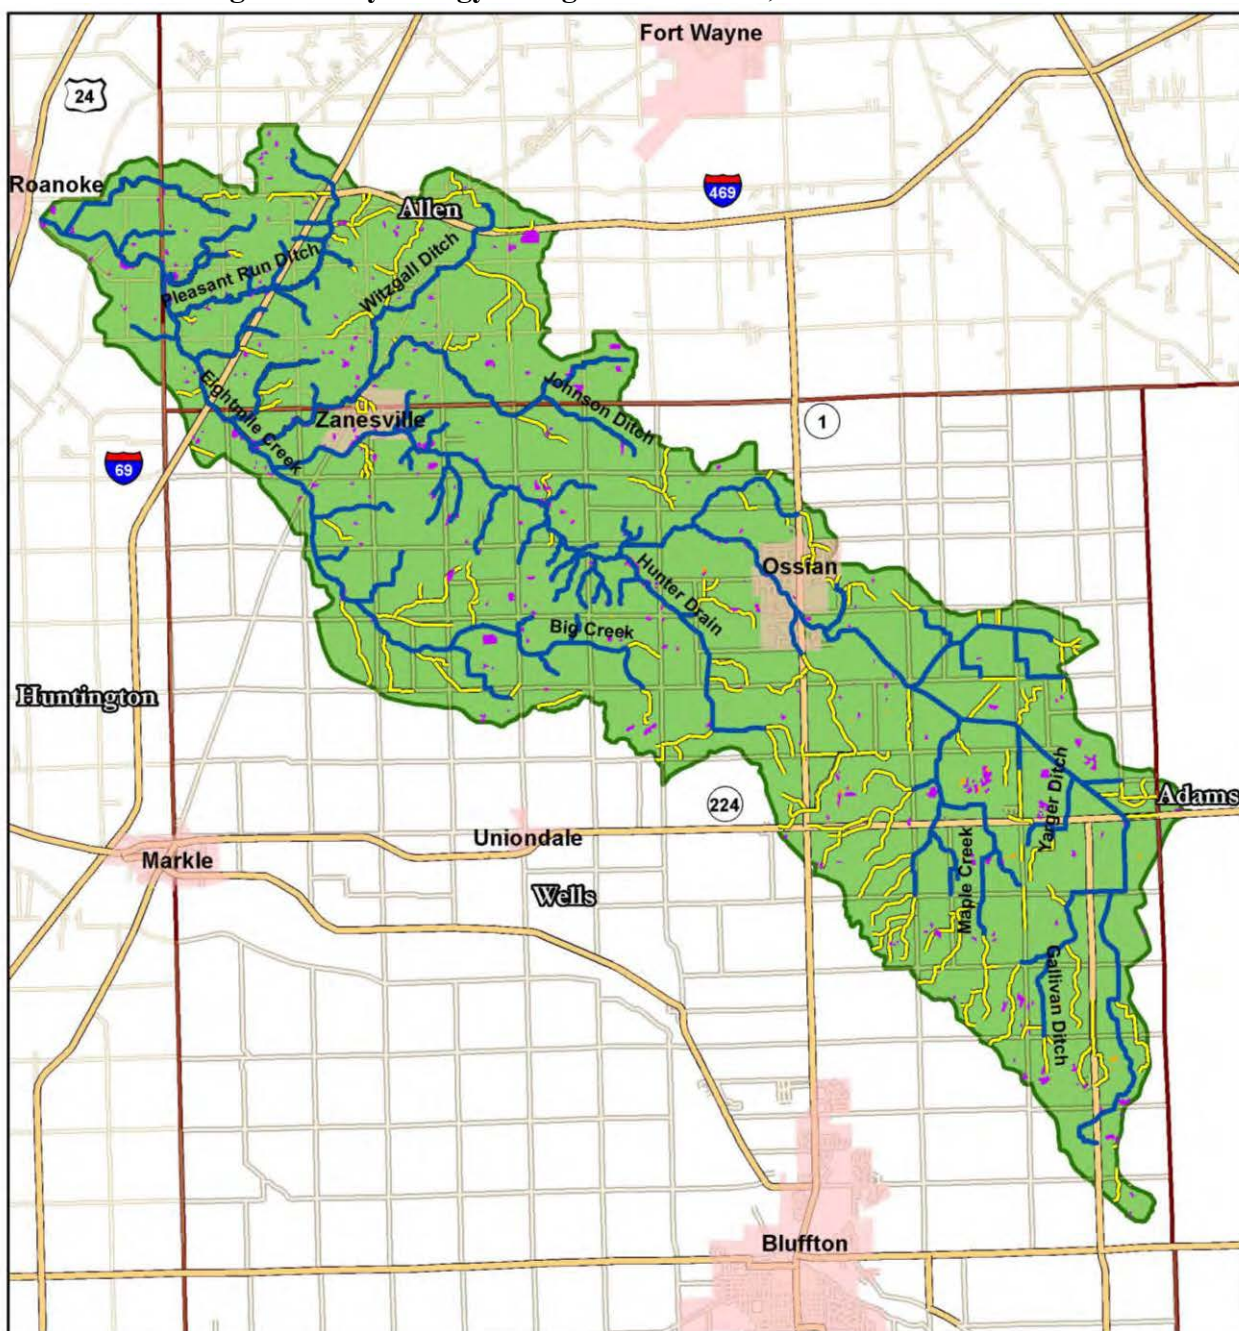 Fort Wayne
24
Roanoke
469
Allen
Pleasant Run Ditch
Witzgall Ditch
Johnson Ditch
Eightmile Creek
Zanesville
1
69
Ossian
Hunter Drain
Big Creek
Huntington
Yarger Ditch
Adams
224
Uniondale
Markle
Maple Creek
Wells
Gallivan Ditch
Bluffton